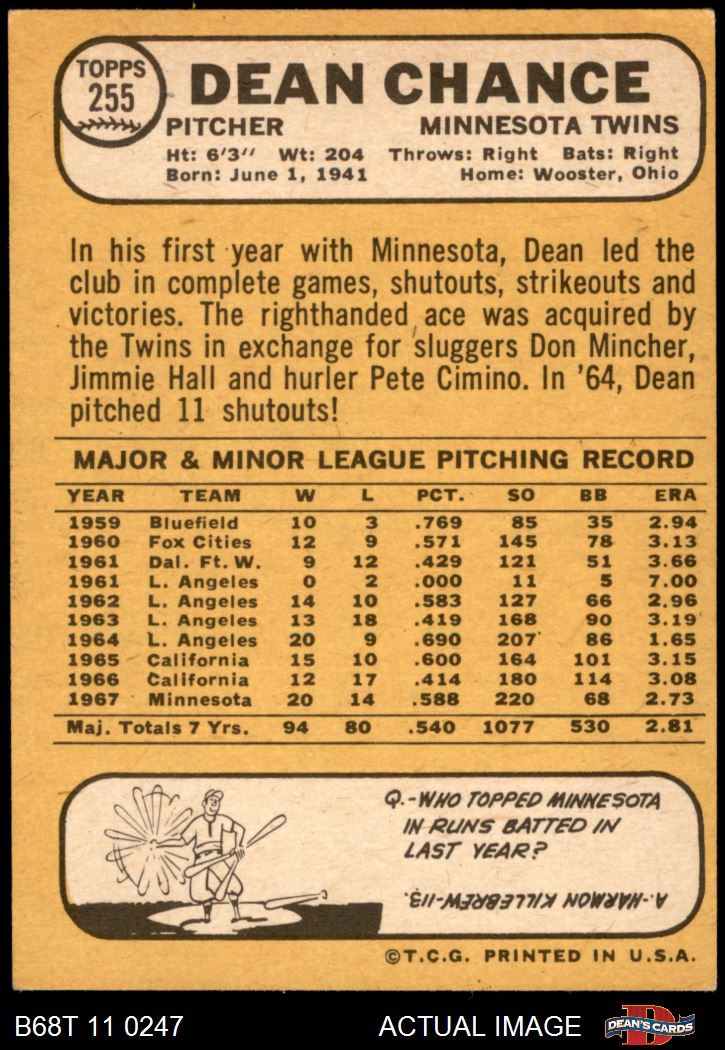 TOPPS
255
DEAN CHANCE
PITCHER MINNESOTA TWINS
Ht: 6'3" Wt: 204 Throws: Right Bats: Right
Born: June 1, 1941 Home: Wooster, Ohio
In his first year with Minnesota, Dean led the
club in complete games, shutouts, strikeouts and
victories. The righthanded ace was acquired by
the Twins in exchange for sluggers Don Mincher,
Jimmie Hall and hurler Pete Cimino. In '64, Dean
pitched 11 shutouts!
MAJOR & MINOR LEAGUE PITCHING RECORD
YEAR TEAM W L PCT. SO BB ERA
1959 Bluefield 10 3 .769 85 35 2.94
1960 Fox Cities 12 9 .571 145 78 3.13
1961 Dal. Ft. W. 9 12 .429 121 51 3.66
1961 L. Angeles 0 2 .000 11 5 7.00
1962 L. Angeles 14 10 .583 127 66 2.96
1963 L. Angeles 13 18 .419 168 90 3.19
1964 L. Angeles 20 9 .690 207 86 1.65
1965 California 15 10 .600 164 101 3.15
1966 California 12 17 .414 180 114 3.08
1967 Minnesota 20 14 .588 220 68 2.73
Maj. Totals 7 Yrs. 94 80 .540 1077 530 2.81
Q.-WHO TOPPED MINNESOTA
IN RUNS BATTED IN
LAST YEAR?
A.-HARMON KILLEBREW-113.
©T.C.G. PRINTED IN U.S.A.
B68T 11 0247 ACTUAL IMAGE D DEAN'S CARDS